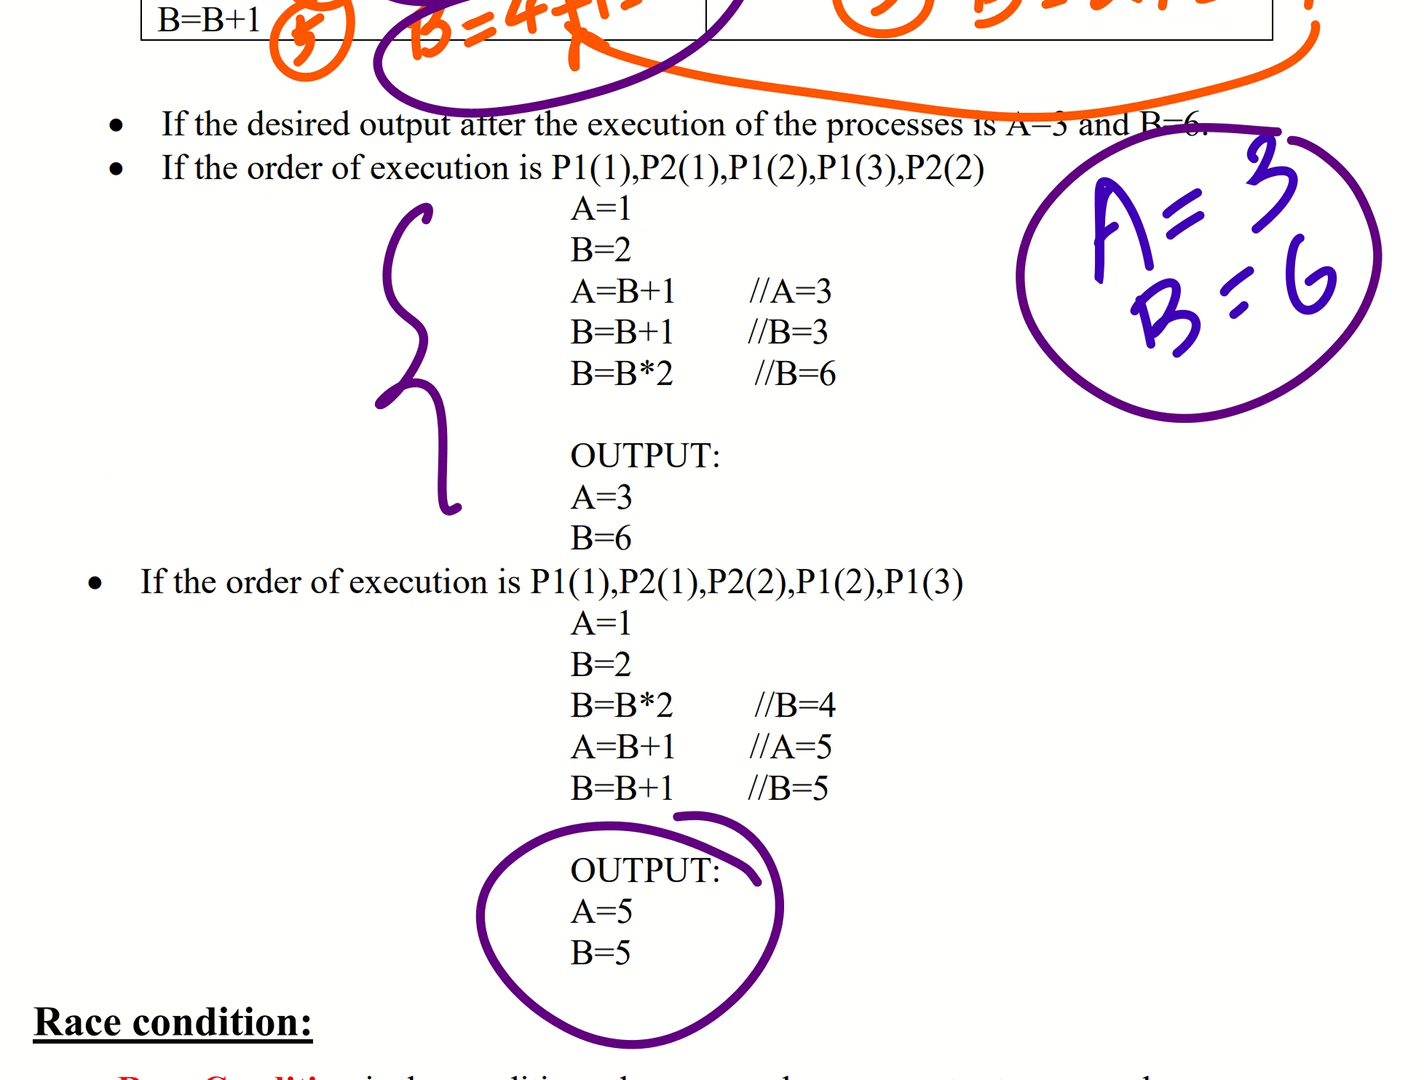 B=B+1 5 B=4+1=
If the desired output after the execution of the processes is A=3 and B=6.
If the order of execution is P1(1),P2(1),P1(2),P1(3),P2(2)
A=1
B=2
A=B+1 //A=3
B=B+1 //B=3
B=B*2 //B=6
A=3
B=6
OUTPUT:
A=3
B=6
If the order of execution is P1(1),P2(1),P2(2),P1(2),P1(3)
A=1
B=2
B=B*2 //B=4
A=B+1 //A=5
B=B+1 //B=5
OUTPUT:
A=5
B=5
Race condition: